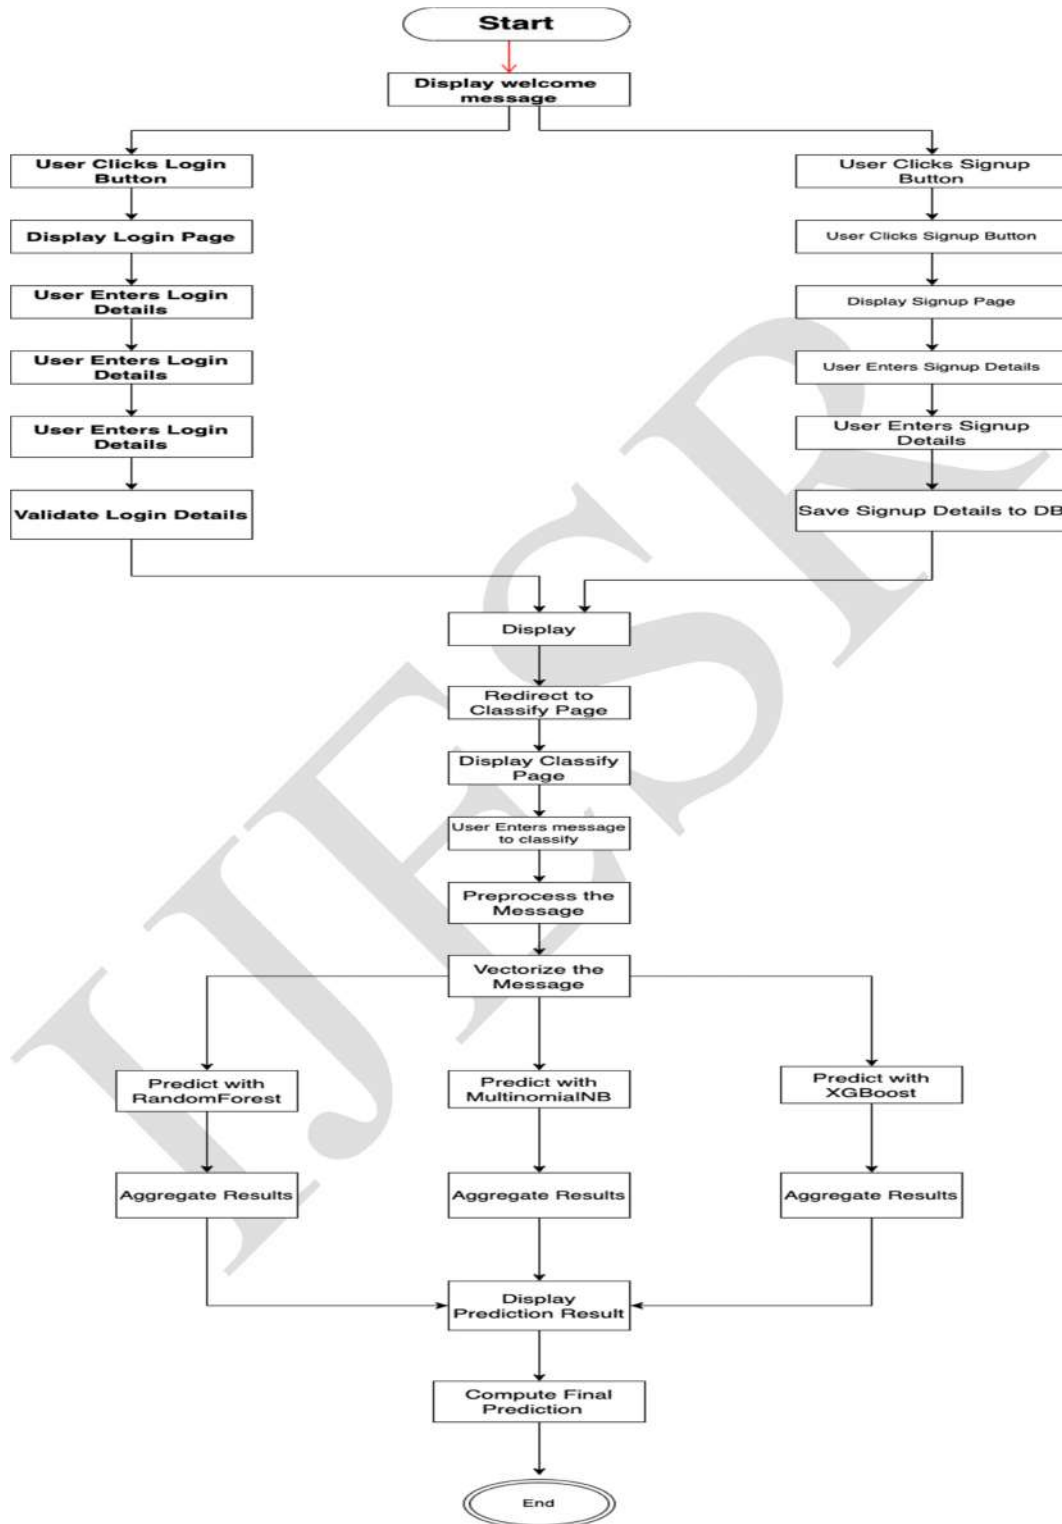 Start
Display welcome
message
User Clicks Login
Button
Display Login Page
User Enters Login
Details
User Enters Login
Details
User Enters Login
Details
Validate Login Details
User Clicks Signup
Button
User Clicks Signup Button
Display Signup Page
User Enters Signup Details
User Enters Signup
Details
Save Signup Details to DB
Display
Redirect to
Classify Page
Display Classify
Page
User Enters message
to classify
Preprocess the
Message
Vectorize the
Message
Predict with
RandomForest
Predict with
MultinomialNB
Predict with
XGBoost
Aggregate Results
Aggregate Results
Aggregate Results
Display
Prediction Result
Compute Final
Prediction
End
IJESR